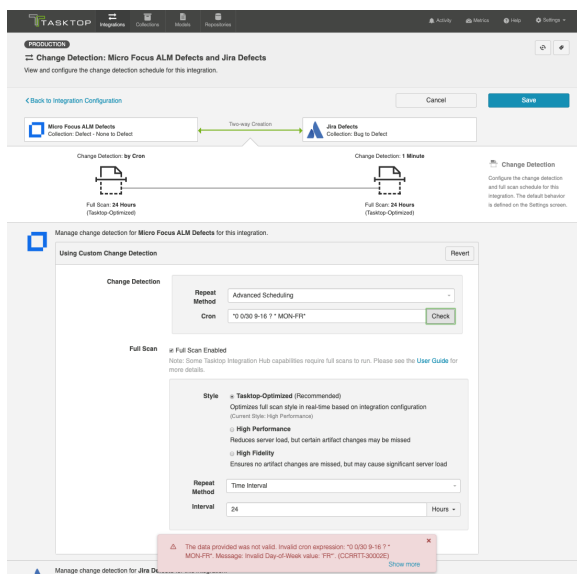 TASKTOP
Integrations
Collections
Models
Repositories
Activity
Metrics
Help
Settings
PRODUCTION
Change Detection: Micro Focus ALM Defects and Jira Defects
View and configure the change detection schedule for this integration.
Back to Integration Configuration
Cancel
Save
Micro Focus ALM Defects
Collection: Defect - None to Defect
Two-way Creation
Jira Defects
Collection: Bug to Defect
Change Detection: by Cron
Change Detection: 1 Minute
Full Scan: 24 Hours
(Tasktop-Optimized)
Full Scan: 24 Hours
(Tasktop-Optimized)
Change Detection
Configure the change detection
and full scan schedule for this
integration. The default behavior
is defined on the Settings screen.
Manage change detection for Micro Focus ALM Defects for this integration.
Using Custom Change Detection
Revert
Change Detection
Repeat
Method
Advanced Scheduling
Cron
"0 0/30 9-16 ? * MON-FR"
Check
Full Scan
Full Scan Enabled
Note: Some Tasktop Integration Hub capabilities require full scans to run. Please see the User Guide for
more details.
Style
Tasktop-Optimized (Recommended)
Optimizes full scan style in real-time based on integration configuration
(Current Style: High Performance)
High Performance
Reduces server load, but certain artifact changes may be missed
High Fidelity
Ensures no artifact changes are missed, but may cause significant server load
Repeat
Method
Time Interval
Interval
24
Hours
The data provided was not valid. Invalid cron expression: "0 0/30 9-16 ? *
MON-FR". Message: Invalid Day-of-Week value: 'FR'. (CCRRTT-30002E)
Show more
Manage change detection for Jira